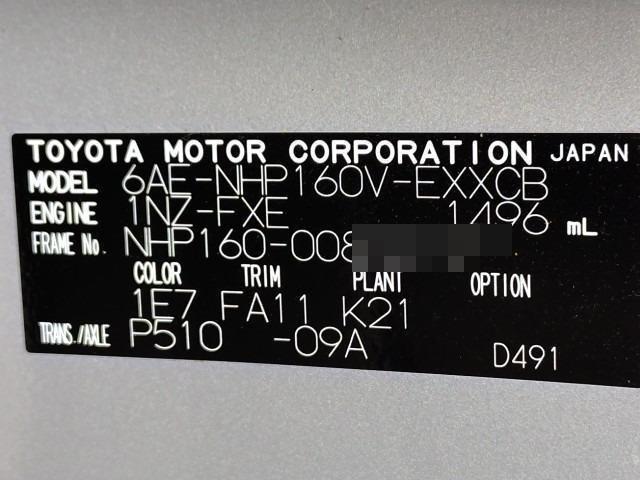 TOYOTA MOTOR CORPORATION JAPAN
MODEL 6AE-NHP160V-EXXCB
ENGINE 1NZ-FXE 1496 mL
FRAME No. NHP160-008
COLOR TRIM PLANT OPTION
1E7 FA11 K21
TRANS./AXLE P510 -09A D491